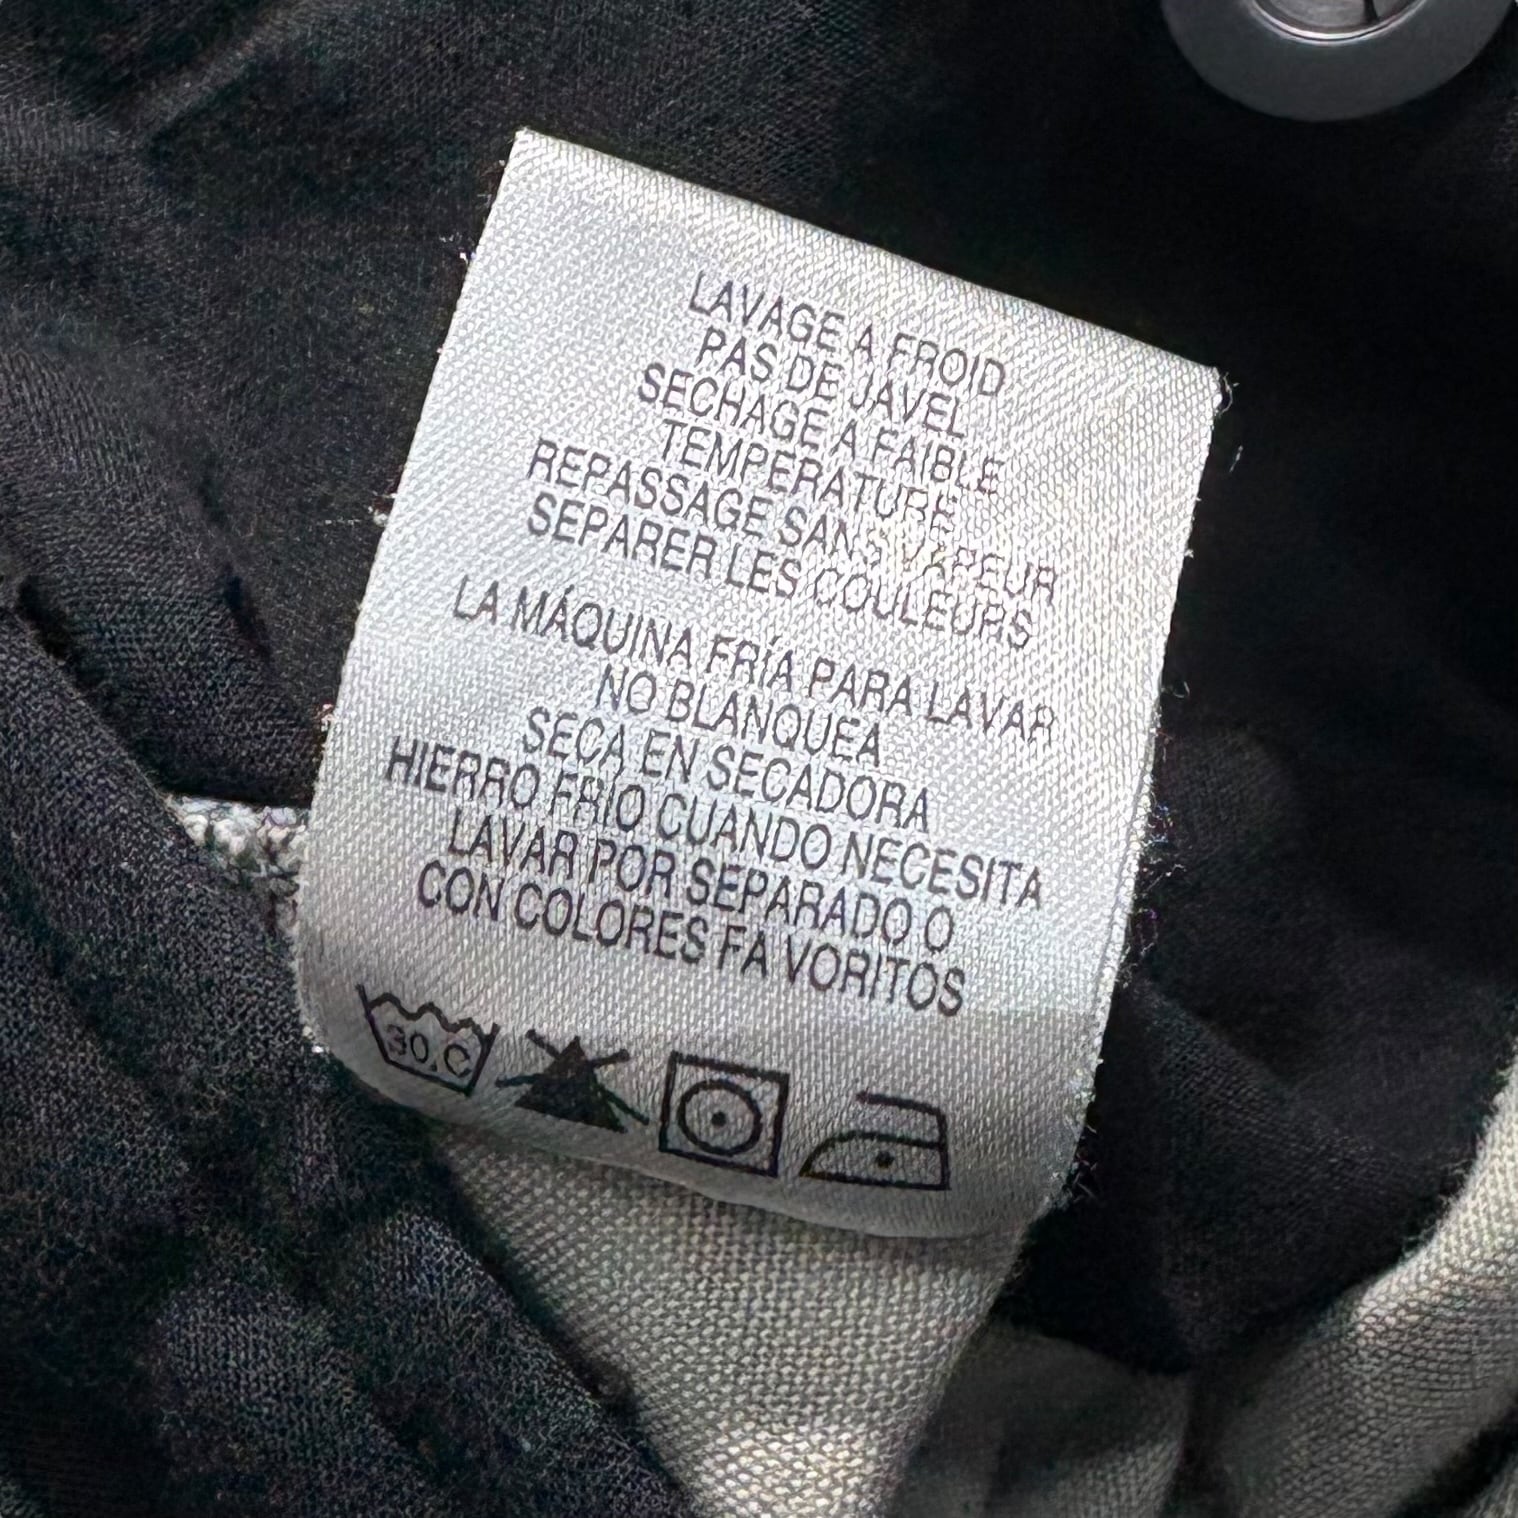 LAVAGE A FROID
PAS DE JAVEL
SECHAGE A FAIBLE
TEMPERATURE
REPASSAGE SANS VAPEUR
SEPARER LES COULEURS
LA MÁQUINA FRÍA PARA LAVAR
NO BLANQUEA
SECA EN SECADORA
HIERRO FRIO CUANDO NECESITA
LAVAR POR SEPARADO O
CON COLORES FA VORITOS
30.C